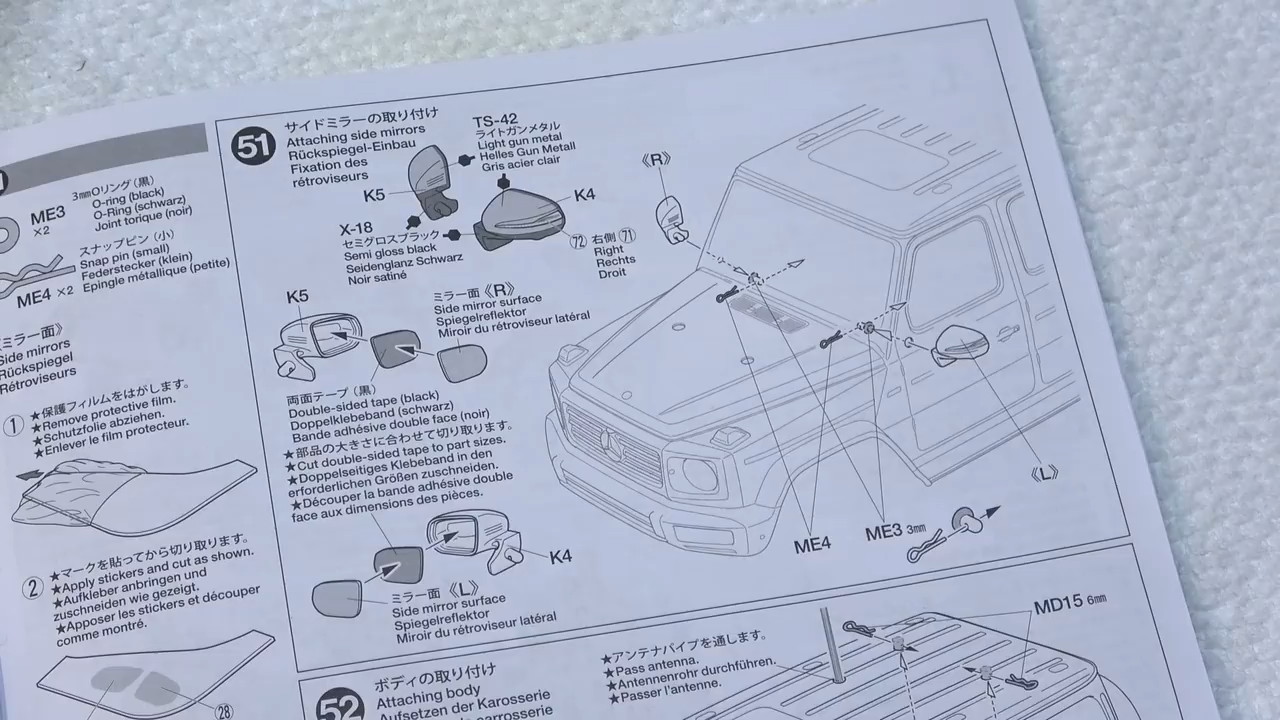 ME3
×2
3mmOリング(黒)
O-ring (black)
O-Ring (schwarz)
Joint torique (noir)
ME4 ×2
スナップピン(小)
Snap pin (small)
Federstecker (klein)
Epingle métallique (petite)
ミラー面》
Side mirrors
Rückspiegel
Rétroviseurs
①
★保護フィルムをはがします。
★Remove protective film.
★Schutzfolie abziehen.
★Enlever le film protecteur.
②
★マークを貼ってから切り取ります。
★Apply stickers and cut as shown.
★Aufkleber anbringen und
zuschneiden wie gezeigt.
★Apposer les stickers et découper
comme montré.
28
51
サイドミラーの取り付け
Attaching side mirrors
Rückspiegel-Einbau
Fixation des
rétroviseurs
TS-42
ライトガンメタル
Light gun metal
Helles Gun Metall
Gris acier clair
K5
K4
X-18
セミグロスブラック
Semi gloss black
Seidenglanz Schwarz
Noir satiné
72 右側 71
Right
Rechts
Droit
K5
ミラー面《R》
Side mirror surface
Spiegelreflektor
Miroir du rétroviseur latéral
両面テープ(黒)
Double-sided tape (black)
Doppelklebeband (schwarz)
Bande adhésive double face (noir)
★部品の大きさに合わせて切り取ります。
★Cut double-sided tape to part sizes.
★Doppelseitiges Klebeband in den
erforderlichen Größen zuschneiden.
★Découper la bande adhésive double
face aux dimensions des pièces.
K4
ミラー面《L》
Side mirror surface
Spiegelreflektor
Miroir du rétroviseur latéral
《R》
《L》
ME4
ME3 3mm
52
ボディの取り付け
Attaching body
Aufsetzen der Karosserie
★アンテナパイプを通します。
★Pass antenna.
★Antennenrohr durchführen.
★Passer l'antenne.
MD15 6mm